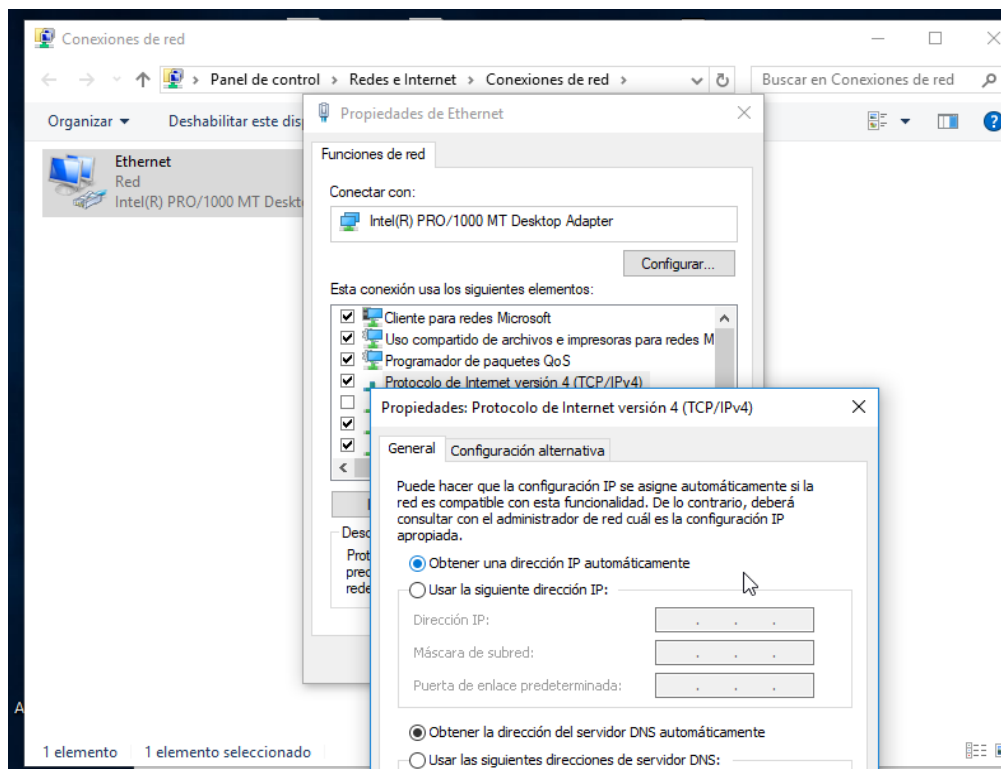 Conexiones de red
Panel de control > Redes e Internet > Conexiones de red >
Buscar en Conexiones de red
Organizar
Deshabilitar este dis
Ethernet
Red
Intel(R) PRO/1000 MT Deskt
Propiedades de Ethernet
Funciones de red
Conectar con:
Intel(R) PRO/1000 MT Desktop Adapter
Configurar...
Esta conexión usa los siguientes elementos:
Cliente para redes Microsoft
Uso compartido de archivos e impresoras para redes M
Programador de paquetes QoS
Protocolo de Internet versión 4 (TCP/IPv4)
Desc
Prot
prec
rede
Propiedades: Protocolo de Internet versión 4 (TCP/IPv4)
General
Configuración alternativa
Puede hacer que la configuración IP se asigne automáticamente si la
red es compatible con esta funcionalidad. De lo contrario, deberá
consultar con el administrador de red cuál es la configuración IP
apropiada.
Obtener una dirección IP automáticamente
Usar la siguiente dirección IP:
Dirección IP:
Máscara de subred:
Puerta de enlace predeterminada:
Obtener la dirección del servidor DNS automáticamente
Usar las siguientes direcciones de servidor DNS:
A
1 elemento
1 elemento seleccionado